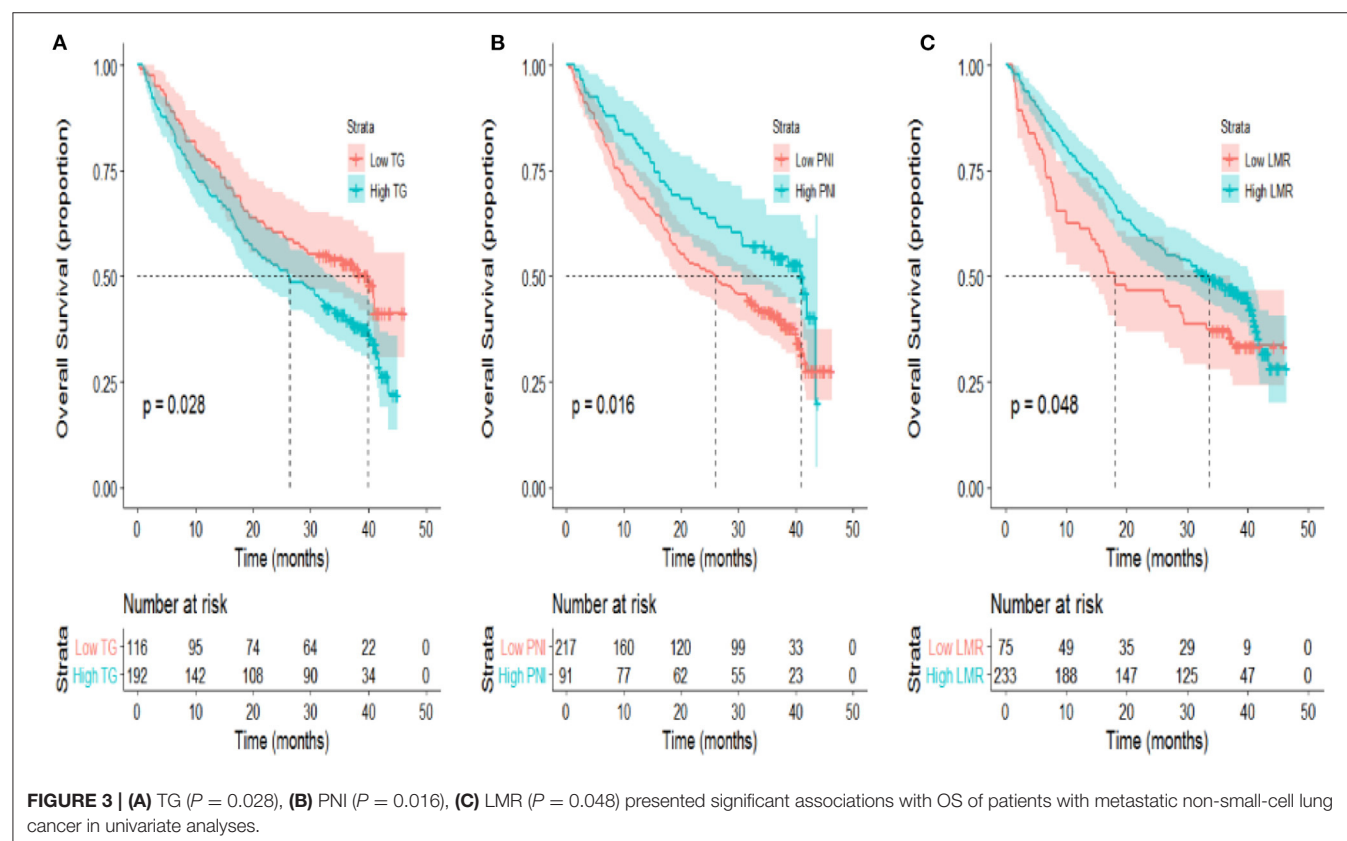 A
Overall Survival (proportion)
1.00
0.75
0.50
0.25
0.00
Strata
Low TG
High TG
p = 0.028
0 10 20 30 40 50
Time (months)
Number at risk
Strata
Low TG 116 95 74 64 22 0
High TG 192 142 108 90 34 0
0 10 20 30 40 50
Time (months)
B
Overall Survival (proportion)
1.00
0.75
0.50
0.25
0.00
Strata
Low PNI
High PNI
p = 0.016
0 10 20 30 40 50
Time (months)
Number at risk
Strata
Low PNI 217 160 120 99 33 0
High PNI 91 77 62 55 23 0
0 10 20 30 40 50
Time (months)
C
Overall Survival (proportion)
1.00
0.75
0.50
0.25
0.00
Strata
Low LMR
High LMR
p = 0.048
0 10 20 30 40 50
Time (months)
Number at risk
Strata
Low LMR 75 49 35 29 9 0
High LMR 233 188 147 125 47 0
0 10 20 30 40 50
Time (months)
FIGURE 3 | (A) TG (P = 0.028), (B) PNI (P = 0.016), (C) LMR (P = 0.048) presented significant associations with OS of patients with metastatic non-small-cell lung
cancer in univariate analyses.